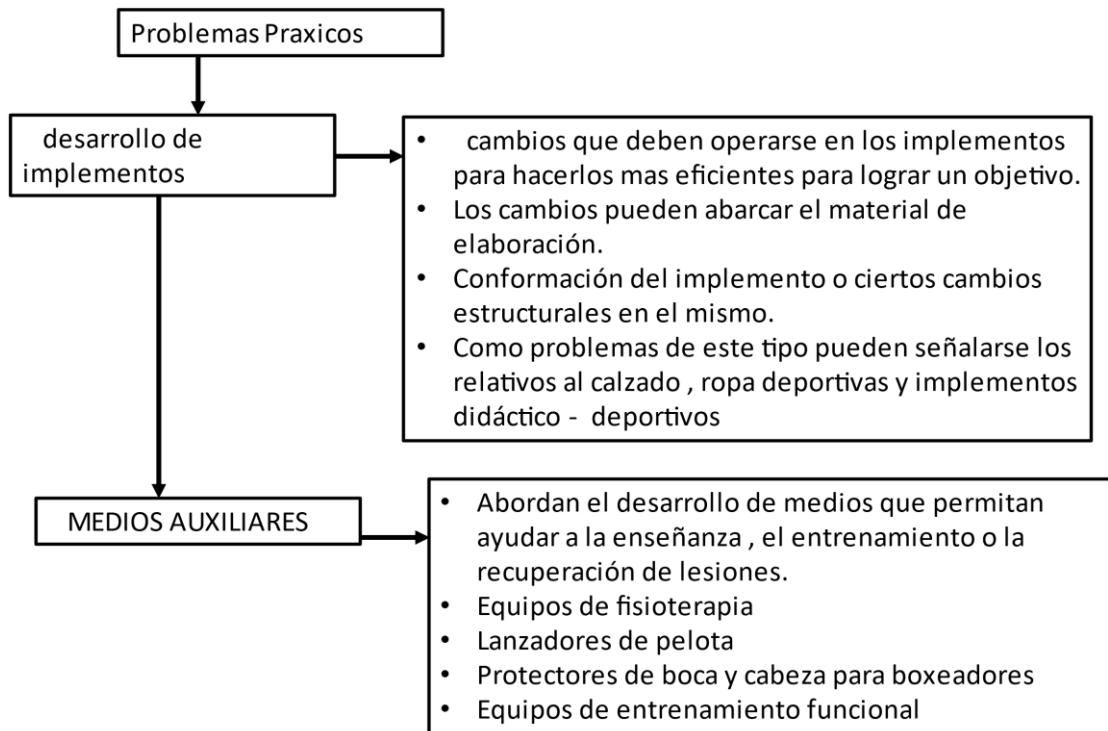 Problemas Praxicos
desarrollo de
implementos
• cambios que deben operarse en los implementos
para hacerlos mas eficientes para lograr un objetivo.
• Los cambios pueden abarcar el material de
elaboración.
• Conformación del implemento o ciertos cambios
estructurales en el mismo.
• Como problemas de este tipo pueden señalarse los
relativos al calzado , ropa deportivas y implementos
didáctico - deportivos
MEDIOS AUXILIARES
• Abordan el desarrollo de medios que permitan
ayudar a la enseñanza , el entrenamiento o la
recuperación de lesiones.
• Equipos de fisioterapia
• Lanzadores de pelota
• Protectores de boca y cabeza para boxeadores
• Equipos de entrenamiento funcional